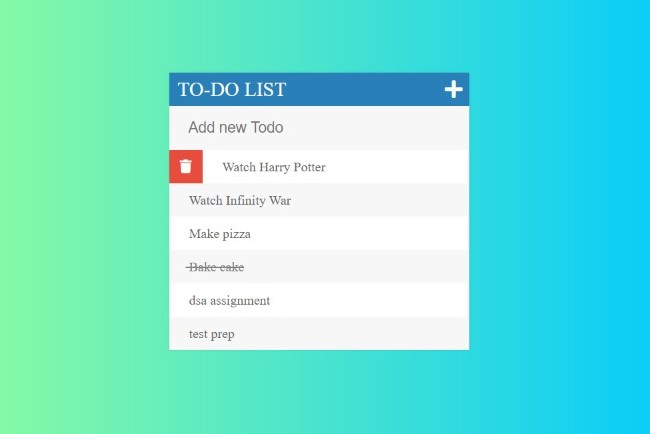 TO-DO LIST
Add new Todo
Watch Harry Potter
Watch Infinity War
Make pizza
Bake cake
dsa assignment
test prep